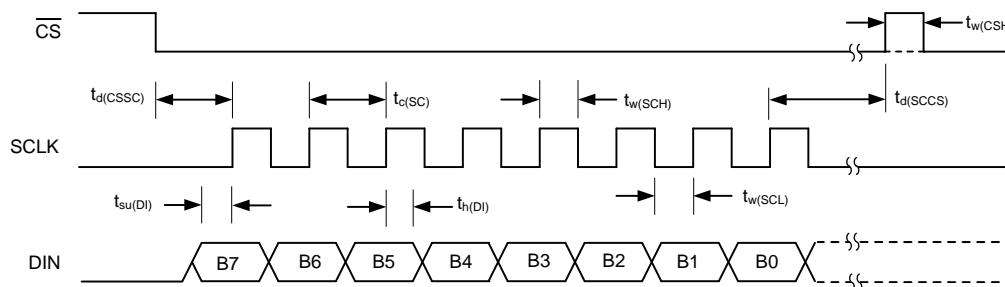 CS
tw(CSH
td(CSSC)
tc(SC)
tw(SCH)
td(SCCS)
SCLK
tsu(DI)
th(DI)
tw(SCL)
DIN
B7 B6 B5 B4 B3 B2 B1 B0